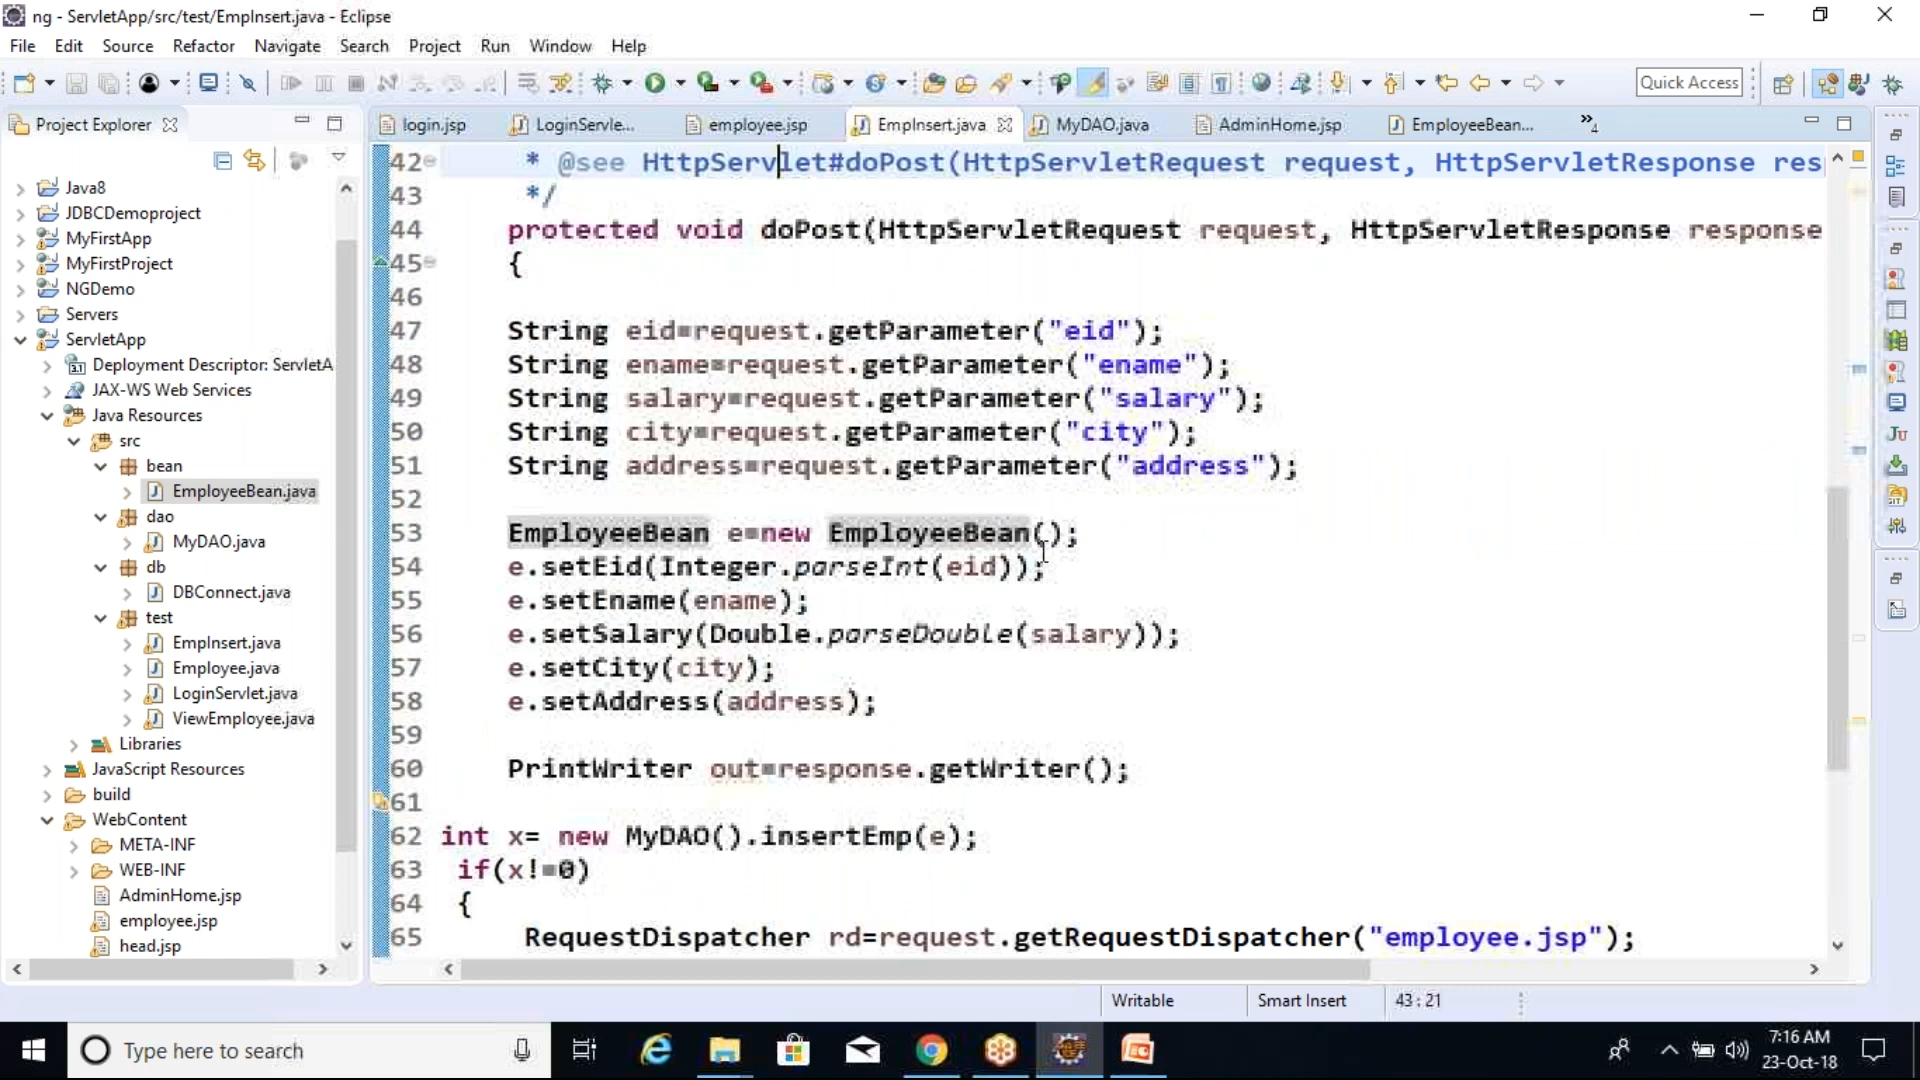 ng - ServletApp/src/test/EmpInsert.java - Eclipse
File Edit Source Refactor Navigate Search Project Run Window Help
Quick Access
Project Explorer
login.jsp LoginServle... employee.jsp EmpInsert.java MyDAO.java AdminHome.jsp EmployeeBean... »4
Java8
JDBCDemoproject
MyFirstApp
MyFirstProject
NGDemo
Servers
ServletApp
Deployment Descriptor: ServletA
JAX-WS Web Services
Java Resources
src
bean
EmployeeBean.java
dao
MyDAO.java
db
DBConnect.java
test
EmpInsert.java
Employee.java
LoginServlet.java
ViewEmployee.java
Libraries
JavaScript Resources
build
WebContent
META-INF
WEB-INF
AdminHome.jsp
employee.jsp
head.jsp
42 * @see HttpServlet#doPost(HttpServletRequest request, HttpServletResponse res
43 */
44 protected void doPost(HttpServletRequest request, HttpServletResponse response
45 {
46
47 String eid=request.getParameter("eid");
48 String ename=request.getParameter("ename");
49 String salary=request.getParameter("salary");
50 String city=request.getParameter("city");
51 String address=request.getParameter("address");
52
53 EmployeeBean e=new EmployeeBean();
54 e.setEid(Integer.parseInt(eid));
55 e.setEname(ename);
56 e.setSalary(Double.parseDouble(salary));
57 e.setCity(city);
58 e.setAddress(address);
59
60 PrintWriter out=response.getWriter();
61
62 int x= new MyDAO().insertEmp(e);
63 if(x!=0)
64 {
65 RequestDispatcher rd=request.getRequestDispatcher("employee.jsp");
Ju
Writable Smart Insert 43 : 21
Type here to search
7:16 AM
23-Oct-18